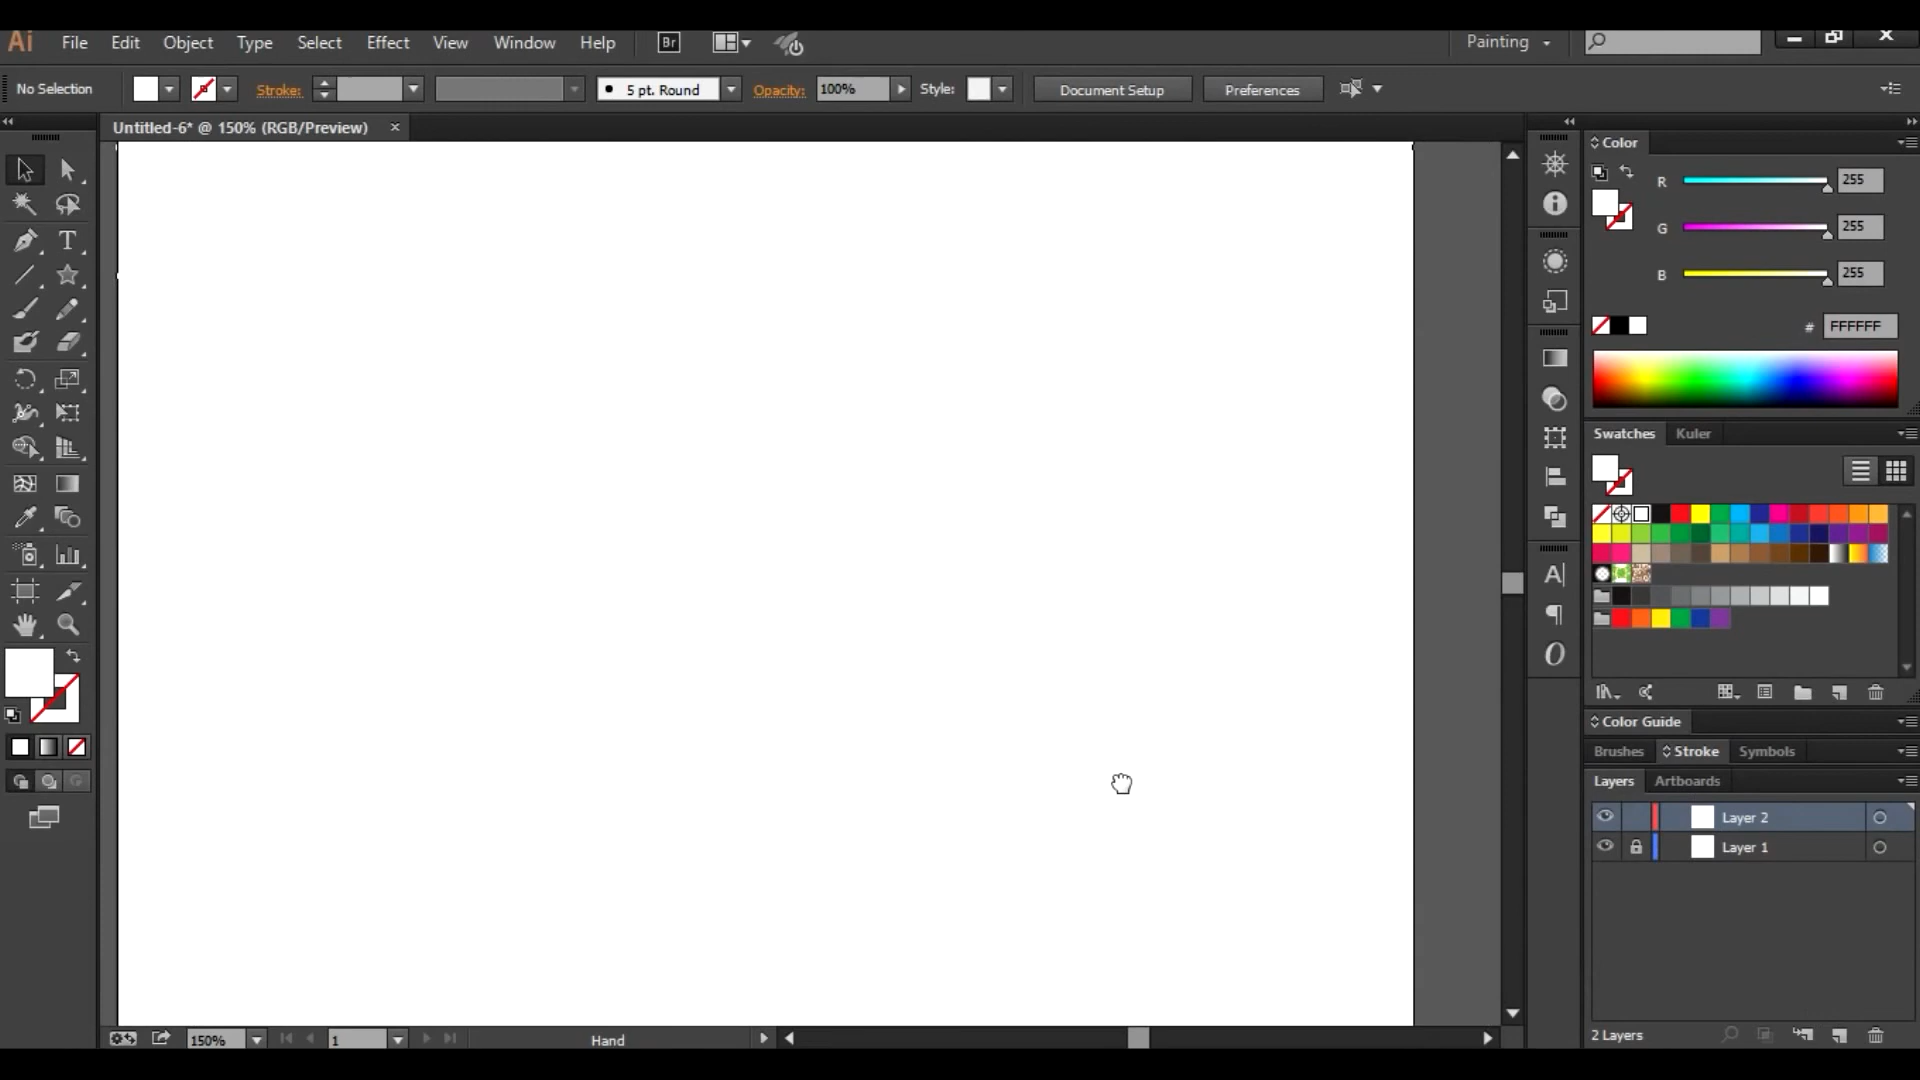 Ai File Edit Object Type Select Effect View Window Help Br Painting
No Selection Stroke: 5 pt. Round Opacity: 100% Style: Document Setup Preferences
Untitled-6* @ 150% (RGB/Preview) ×
Color
R 255
G 255
B 255
# FFFFFF
Swatches Kuler
Color Guide
Brushes Stroke Symbols
Layers Artboards
Layer 2
Layer 1
2 Layers
150% 1 Hand